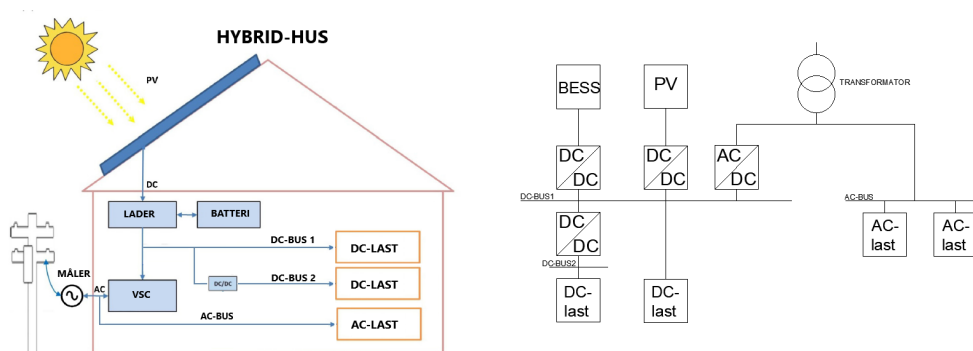 HYBRID-HUS
PV
DC
LADER
BATTERI
DC-BUS 1
DC-LAST
DC/DC
DC-BUS 2
DC-LAST
MÅLER
AC
VSC
AC-BUS
AC-LAST
BESS
PV
TRANSFORMATOR
DC
DC
DC
DC
AC
DC
DC-BUS1
AC-BUS
DC
DC
AC-
last
AC-
last
DC-BUS2
DC-
last
DC-
last